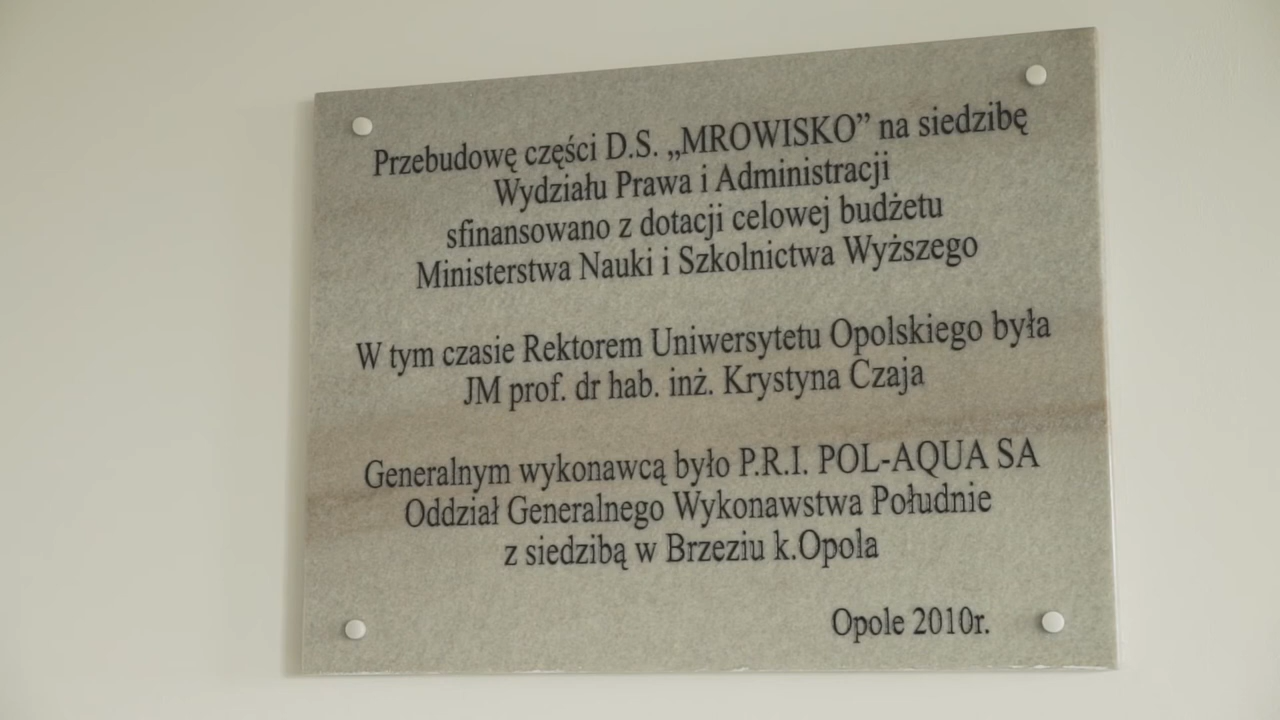 Przebudowę części D.S. „MROWISKO” na siedzibę
Wydziału Prawa i Administracji
sfinansowano z dotacji celowej budżetu
Ministerstwa Nauki i Szkolnictwa Wyższego
W tym czasie Rektorem Uniwersytetu Opolskiego była
JM prof. dr hab. inż. Krystyna Czaja
Generalnym wykonawcą było P.R.I. POL-AQUA SA
Oddział Generalnego Wykonawstwa Południe
z siedzibą w Brzeziu k.Opola
Opole 2010r.